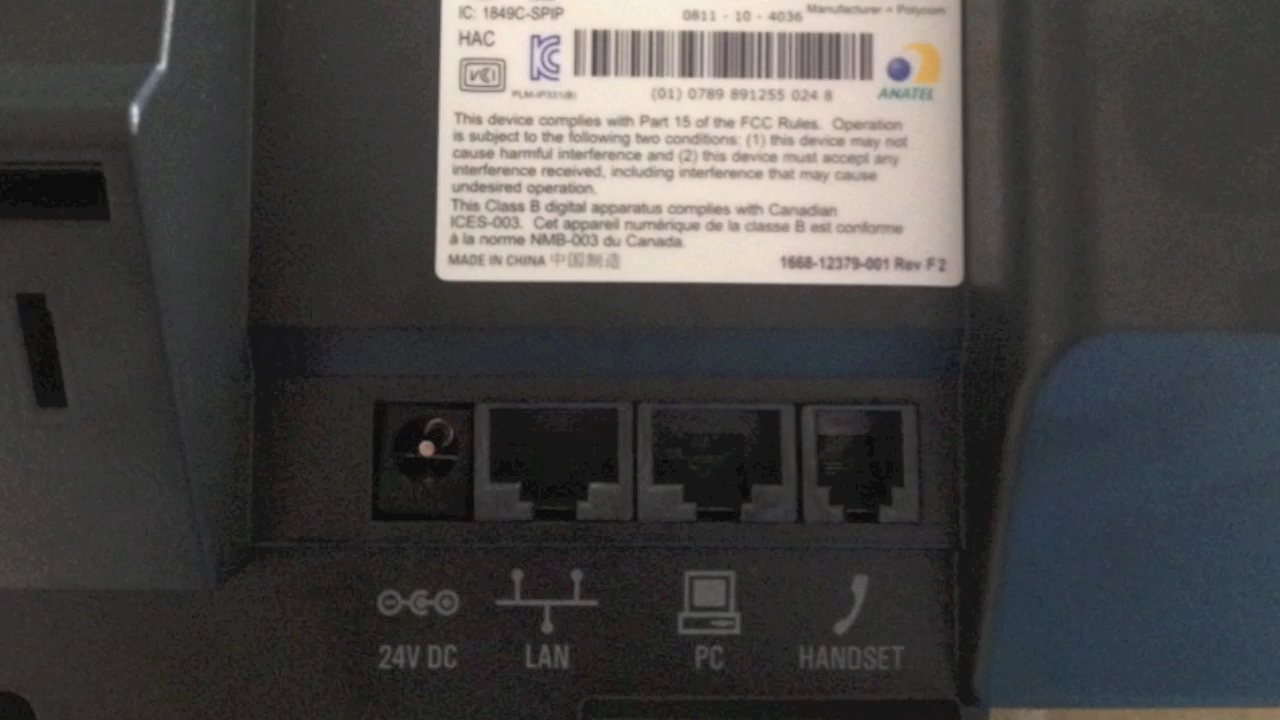 IC: 1849C-SPIP
0811 - 10 - 4036
Manufacturer = Polycom
HAC
VCI
PLM-IP331(B)
(01) 0789 891255 024 8
ANATEL
This device complies with Part 15 of the FCC Rules. Operation
is subject to the following two conditions: (1) this device may not
cause harmful interference and (2) this device must accept any
interference received, including interference that may cause
undesired operation.
This Class B digital apparatus complies with Canadian
ICES-003. Cet appareil numérique de la classe B est conforme
à la norme NMB-003 du Canada.
MADE IN CHINA 中国制造
1668-12379-001 Rev F2
24V DC
LAN
PC
HANDSET